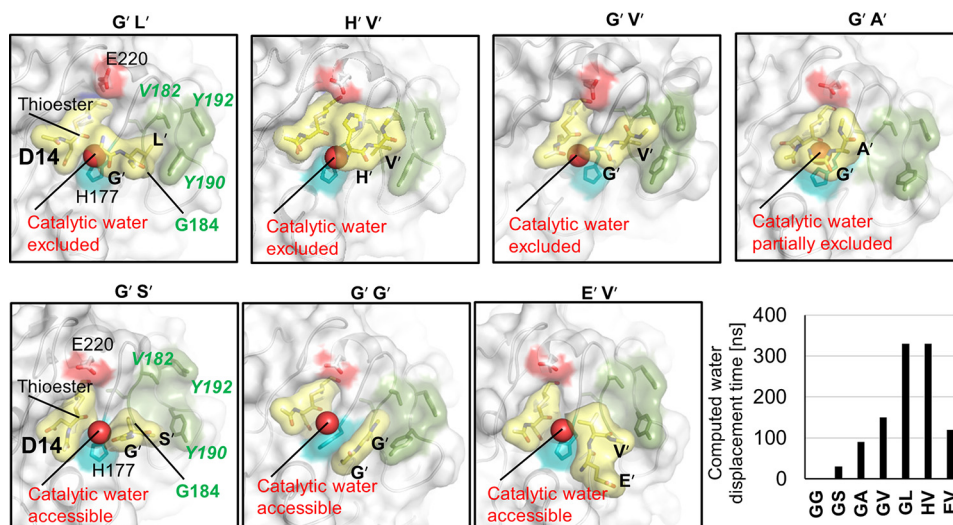 G′ L′
E220
V182
Y192
Thioester
L′
D14
G′
H177
Y190
G184
Catalytic water
excluded
H′ V′
V′
H′
Catalytic water
excluded
G′ V′
V′
G′
Catalytic water
excluded
G′ A′
A′
G′
Catalytic water
partially excluded
G′ S′
E220
V182
Y192
Thioester
D14
S′
G′
Y190
H177
G184
Catalytic water
accessible
G′ G′
G′
G′
Catalytic water
accessible
E′ V′
V′
E′
Catalytic water
accessible
Computed water
displacement time [ns]
400
300
200
100
0
GG
GS
GA
GV
GL
HV
EV